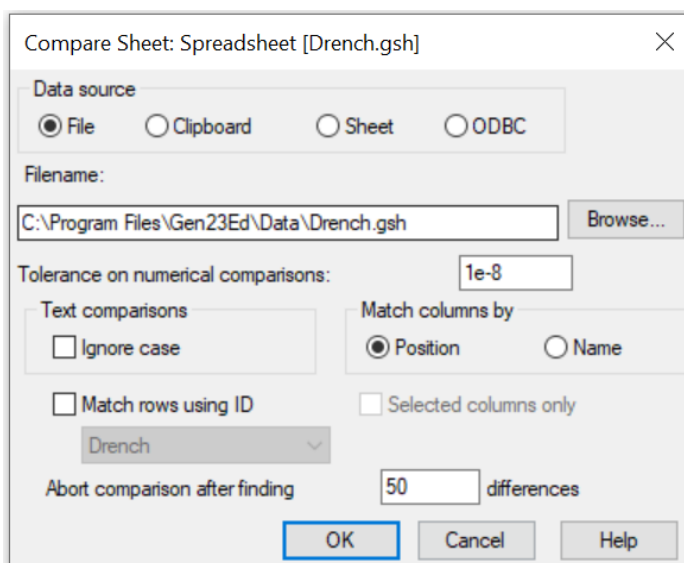 Compare Sheet: Spreadsheet [Drench.gsh]
Data source
File Clipboard Sheet ODBC
Filename:
C:\Program Files\Gen23Ed\Data\Drench.gsh Browse...
Tolerance on numerical comparisons: 1e-8
Text comparisons Match columns by
Ignore case Position Name
Match rows using ID Selected columns only
Drench
Abort comparison after finding 50 differences
OK Cancel Help